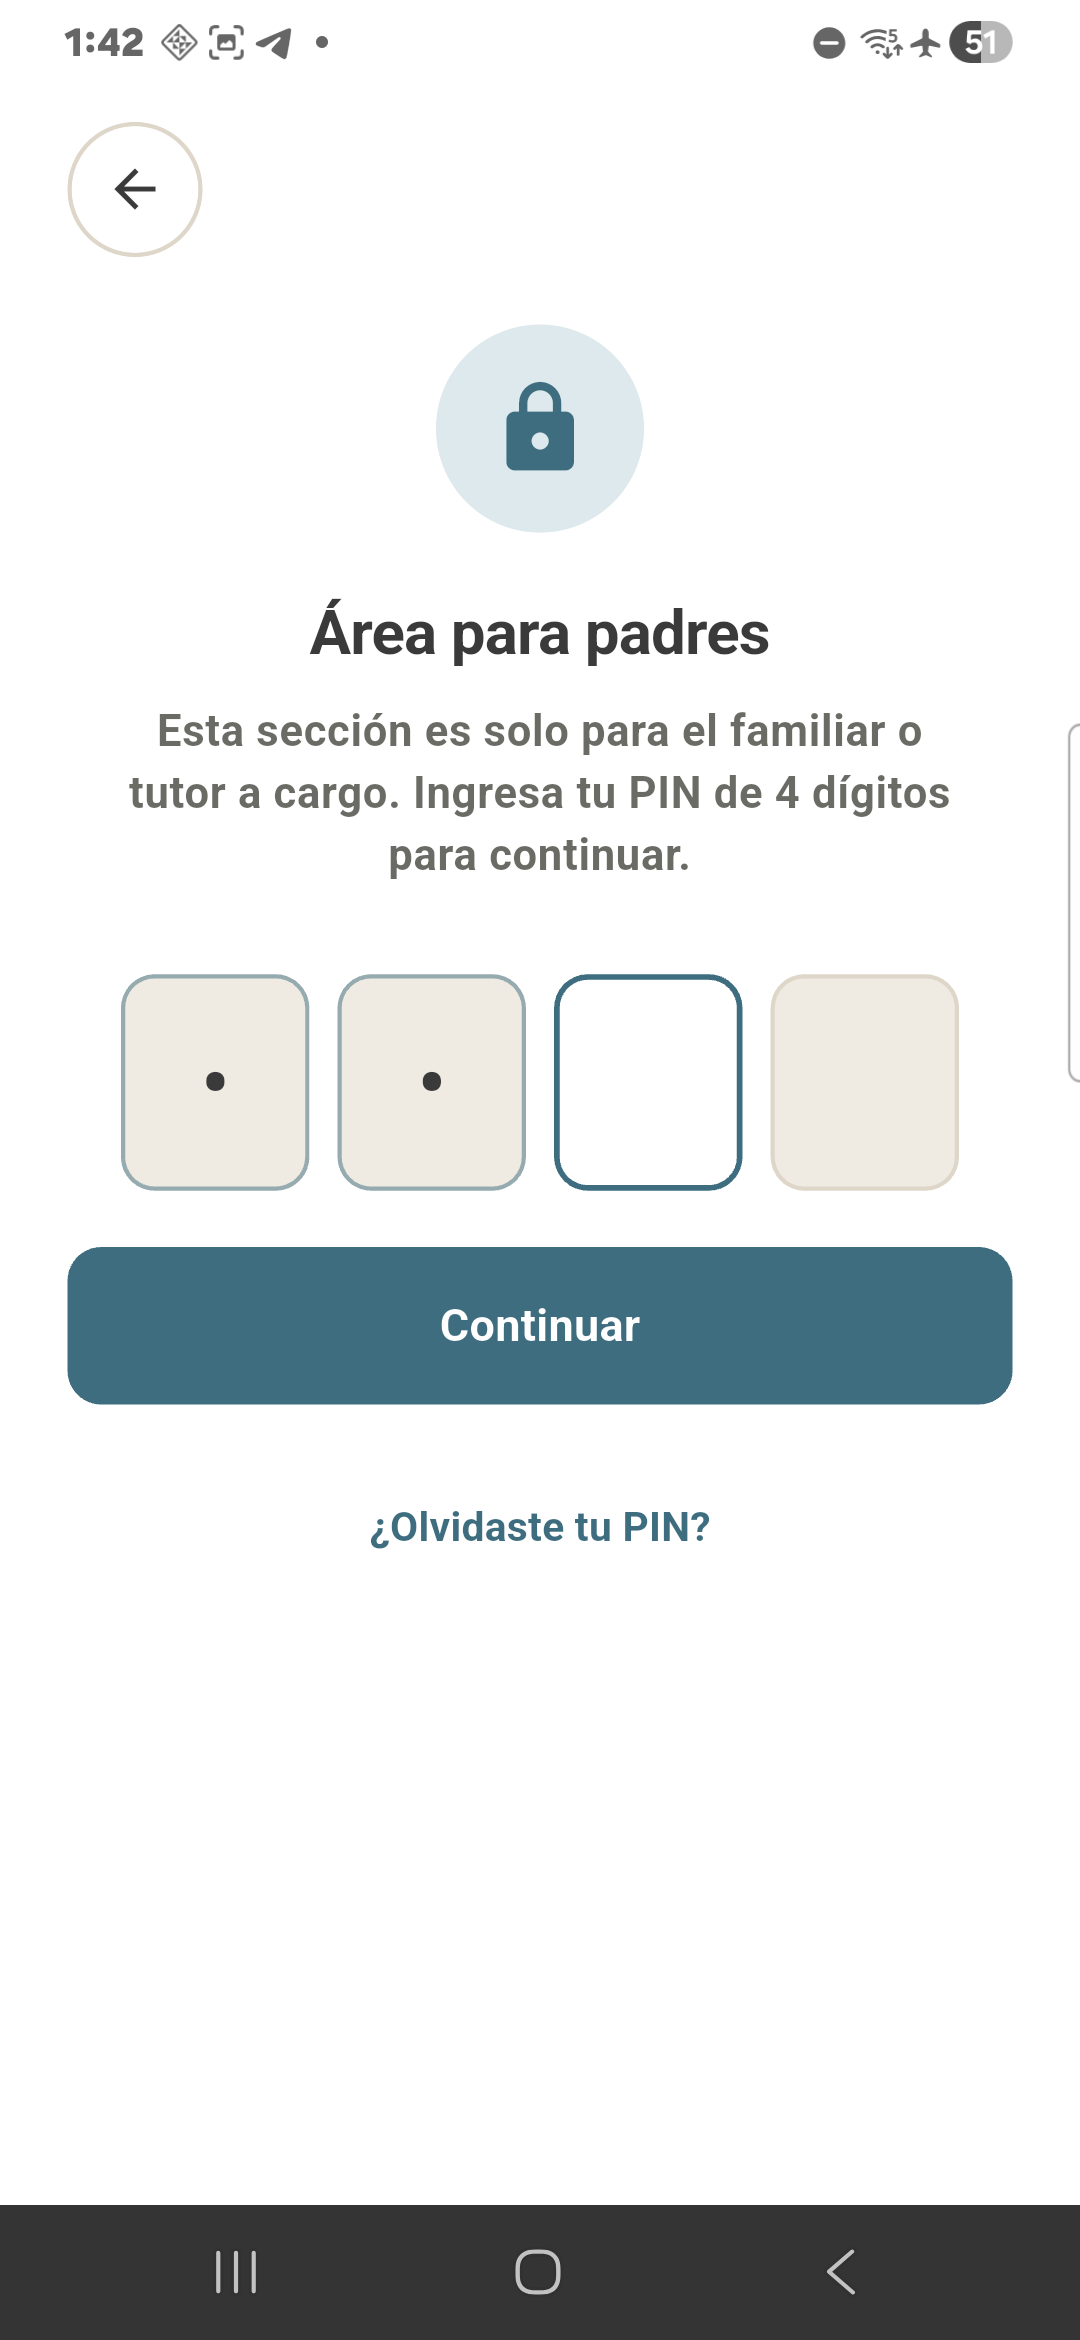 1:42
5
51
Área para padres
Esta sección es solo para el familiar o
tutor a cargo. Ingresa tu PIN de 4 dígitos
para continuar.
Continuar
¿Olvidaste tu PIN?